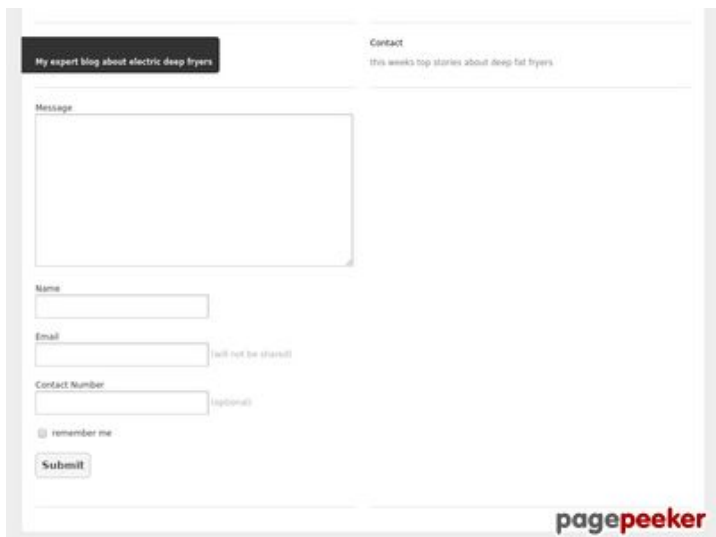 My expert blog about electric deep fryers
Contact
this weeks top stories about deep fat fryers
Message
Name
Email
(will not be shared)
Contact Number
(optional)
remember me
Submit
pagepeeker